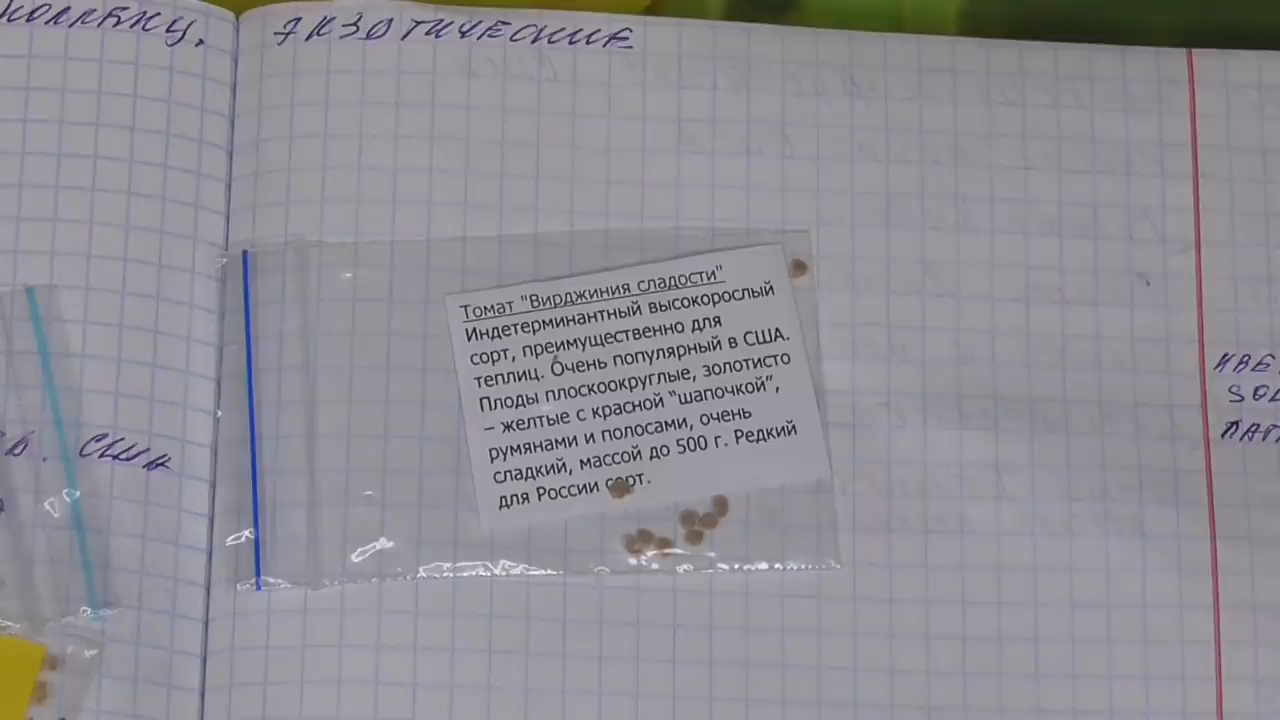 ЭКЗОТИЧЕСКИЕ
Томат "Вирджиния сладости"
Индетерминантный высокорослый
сорт, преимущественно для
теплиц. Очень популярный в США.
Плоды плоскоокруглые, золотисто
– желтые с красной "шапочкой",
румянами и полосами, очень
сладкий, массой до 500 г. Редкий
для России сорт.
США